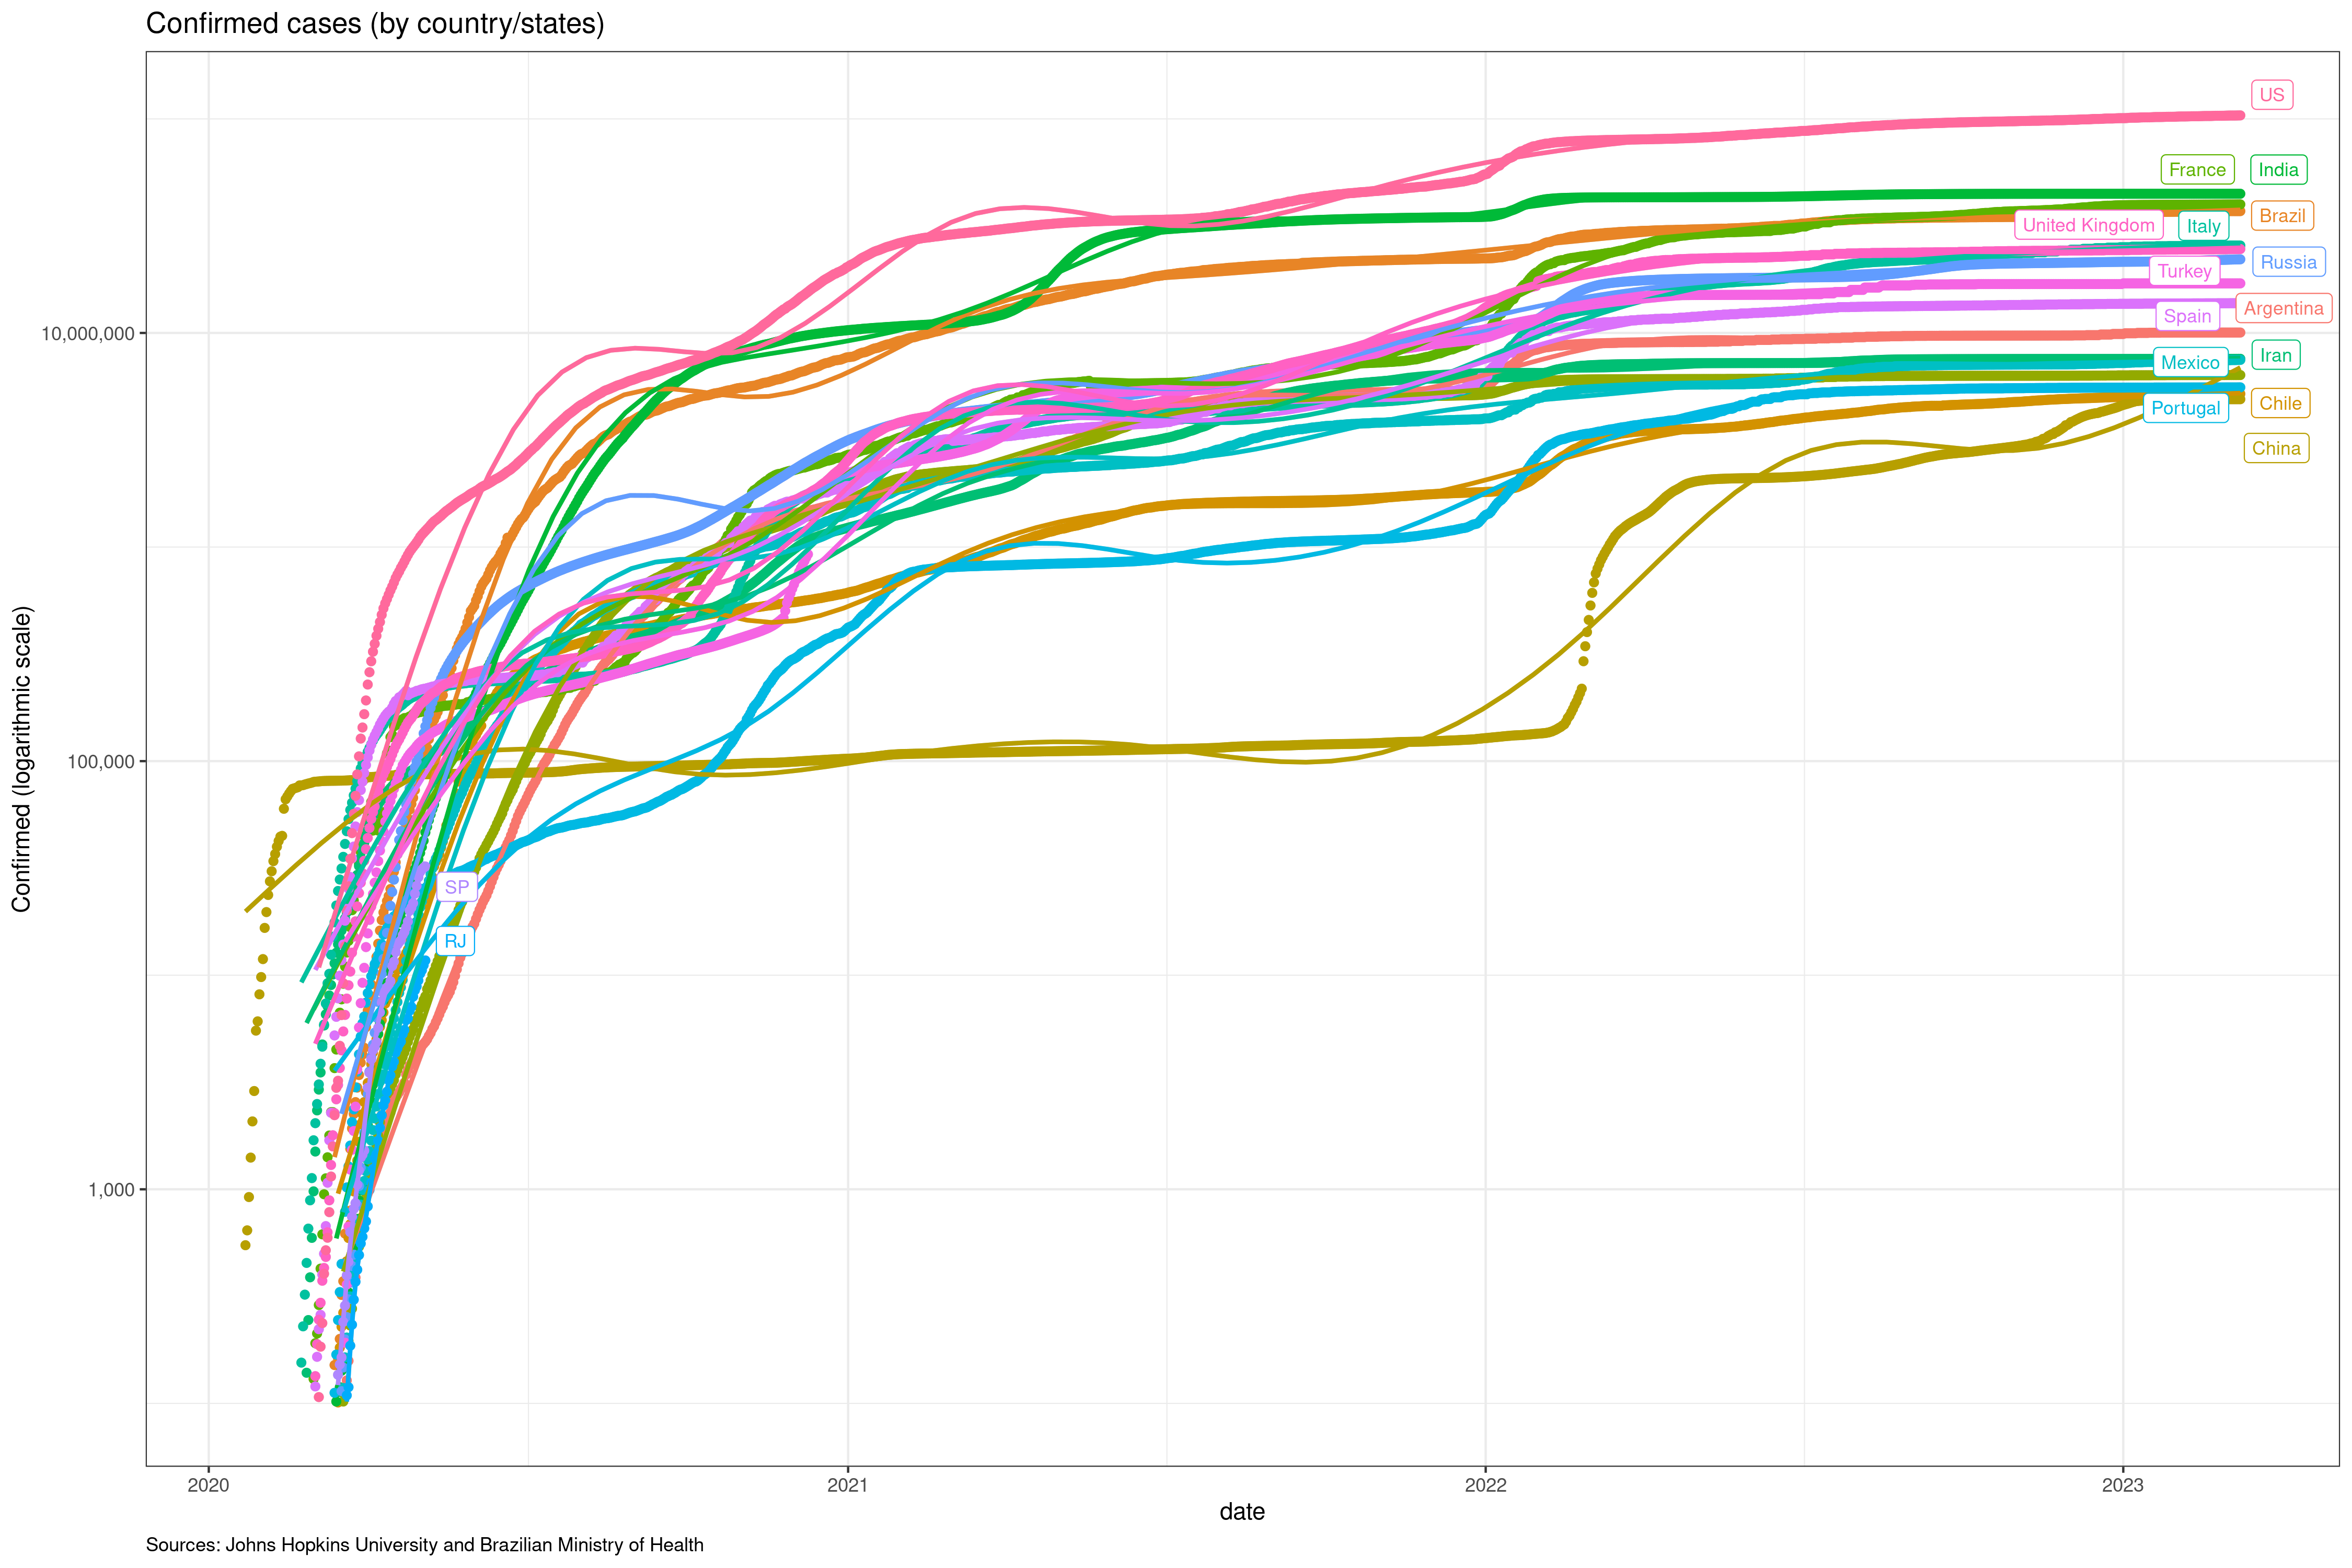 Confirmed cases (by country/states)
US
France
India
Brazil
United Kingdom
Italy
Russia
Turkey
Argentina
Spain
Iran
Mexico
Chile
Portugal
China
SP
RJ
10,000,000
100,000
1,000
Confirmed (logarithmic scale)
2020
2021
2022
2023
date
Sources: Johns Hopkins University and Brazilian Ministry of Health